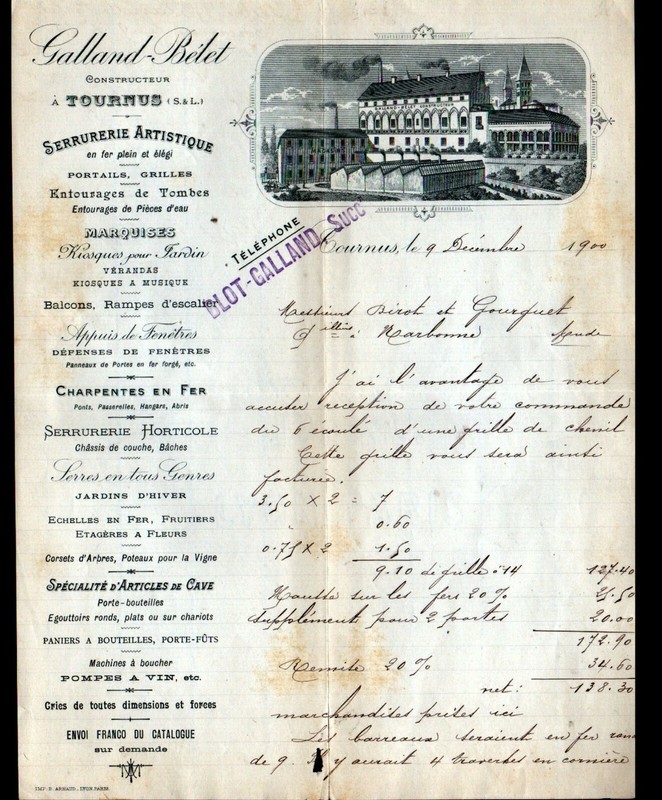 Galland-Bélet
CONSTRUCTEUR
À TOURNUS (S.&L.)
SERRURERIE ARTISTIQUE
en fer plein et élégi
PORTAILS, GRILLES
Entourages de Tombes
Entourages de Pièces d'eau
MARQUISES
Kiosques pour Jardin
VÉRANDAS
KIOSQUES A MUSIQUE
Balcons, Rampes d'escalier
Appuis de Fenêtres
DÉFENSES DE FENÊTRES
Panneaux de Portes en fer forgé, etc.
CHARPENTES EN FER
Ponts, Passerelles, Hangars, Abris
SERRURERIE HORTICOLE
Châssis de couche, Bâches
Serres en tous Genres
JARDINS D'HIVER
ECHELLES EN FER, FRUITIERS
ETAGÈRES A FLEURS
Corsets d'Arbres, Poteaux pour la Vigne
SPÉCIALITÉ D'ARTICLES DE CAVE
Porte-bouteilles
Egouttoirs ronds, plats ou sur chariots
PANIERS A BOUTEILLES, PORTE-FÛTS
Machines à boucher
POMPES A VIN, etc.
Crics de toutes dimensions et forces
ENVOI FRANCO DU CATALOGUE
sur demande
IMP. B. ARNAUD, LYON-PARIS
GALLAND-BÉLET CONSTRUCTEUR
TÉLÉPHONE
BLOT-GALLAND Succ
Tournus, le 9 Décembre 1900
Messieurs Birot et Gourguet
à Narbonne
J'ai l'avantage de vous
accuser réception de votre commande
du 6 écoulé d'une grille de chenil
Cette grille vous sera ainsi
facturée.
3.50 X 2 = 7
0.60
0.75 X 2 1.50
9.10 de grille à 14 127.40
Hausse sur les fers 20% 25.50
Supplément pour 2 portes 20.00
172.90
Remise 20% 34.60
net : 138.30
marchandises prises ici
Les barreaux seraient en fer rond
de 9. Il y aurait 4 traverses en cornière